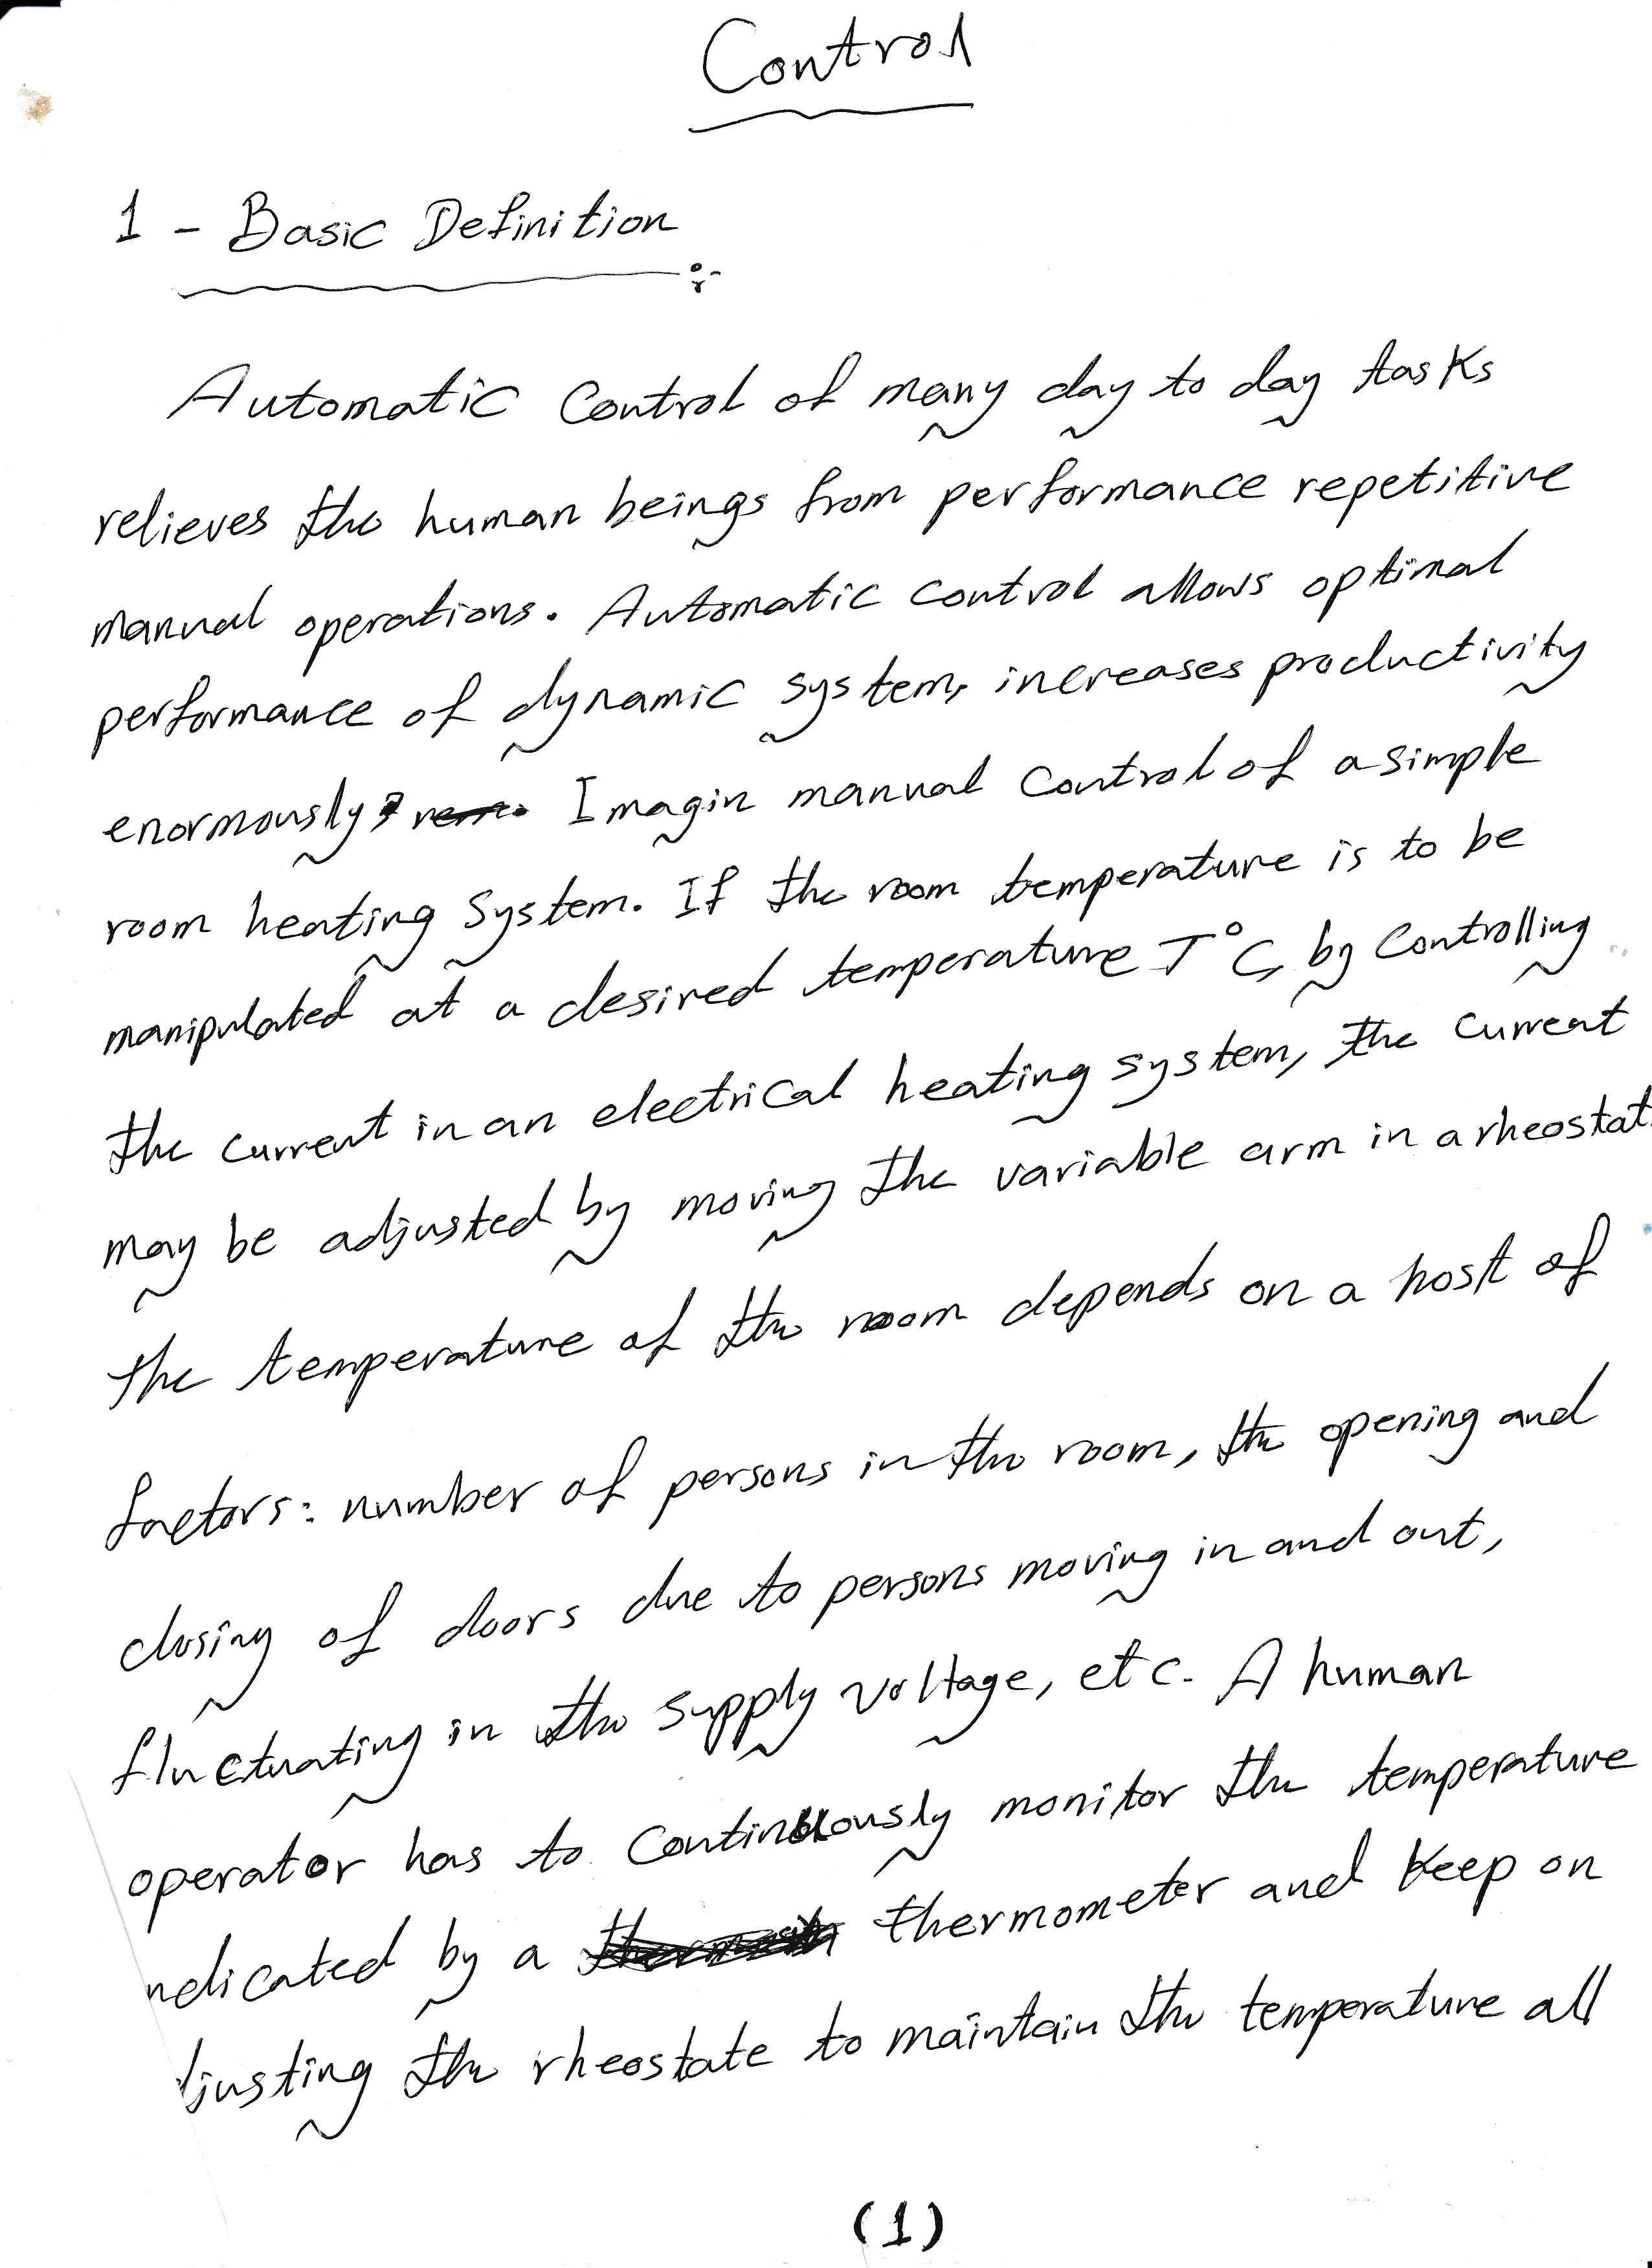 Control
1 - Basic Definition :-
Automatic Control of many day to day tasks
relieves the human beings from performance repetitive
manual operations. Automatic control allows optimal
performance of dynamic system, increases productivity
enormously, Imagin manual control of a simple
room heating system. If the room temperature is to be
manipulated at a desired temperature T°C, by Controlling
the current in an electrical heating system, the current
may be adjusted by moving the variable arm in a rheostat.
the temperature of the room depends on a host of
factors: number of persons in the room, the opening and
closing of doors due to persons moving in and out,
fluctuating in the supply voltage, etc. A human
operator has to continuously monitor the temperature
ndicated by a thermometer and keep on
djusting the rheostate to maintain the temperature all
(1)